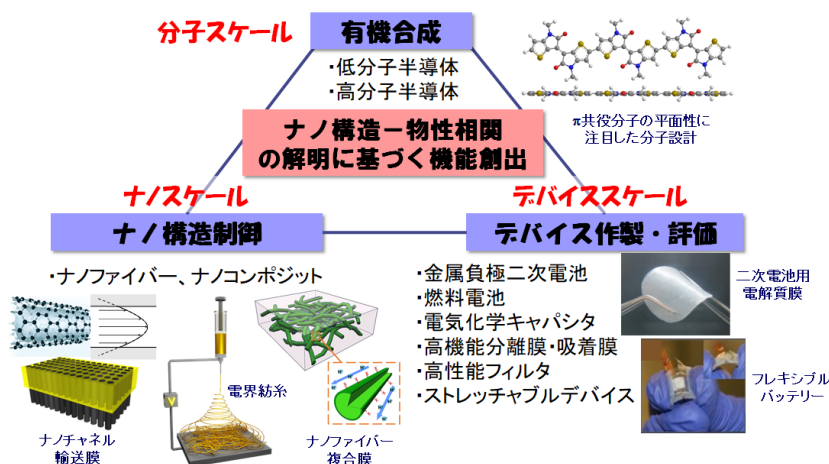 分子スケール
有機合成
・低分子半導体
・高分子半導体
π共役分子の平面性に
注目した分子設計
ナノ構造－物性相関
の解明に基づく機能創出
ナノスケール
デバイススケール
ナノ構造制御
デバイス作製・評価
・ナノファイバー、ナノコンポジット
・金属負極二次電池
・燃料電池
・電気化学キャパシタ
・高機能分離膜・吸着膜
・高性能フィルタ
・ストレッチャブルデバイス
二次電池用
電解質膜
フレキシブル
バッテリー
電界紡糸
V
ナノチャネル
輸送膜
ナノファイバー
複合膜